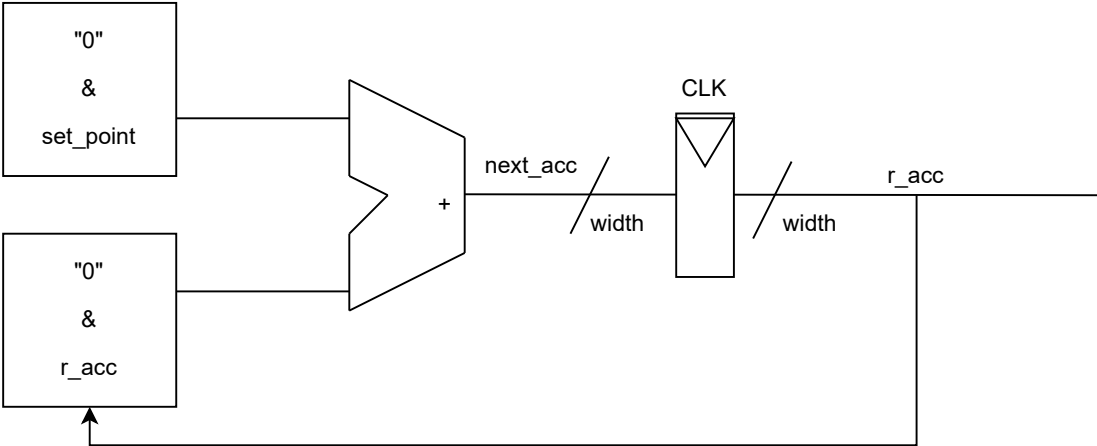 "0"
&
set_point
CLK
next_acc
r_acc
+
width
width
"0"
&
r_acc